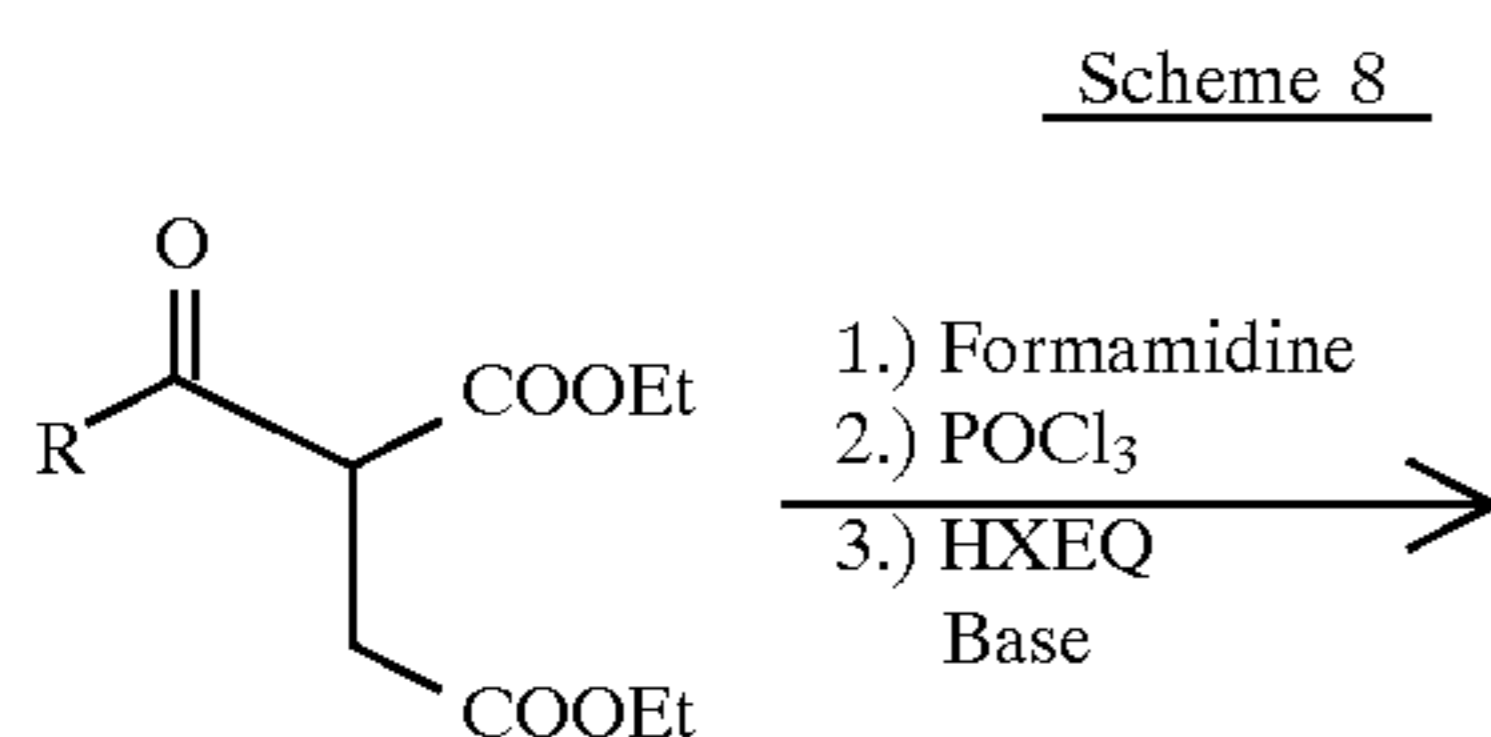 Scheme 8
O
R
COOEt
COOEt
1.) Formamidine
2.) POCl₃
3.) HXEQ
Base